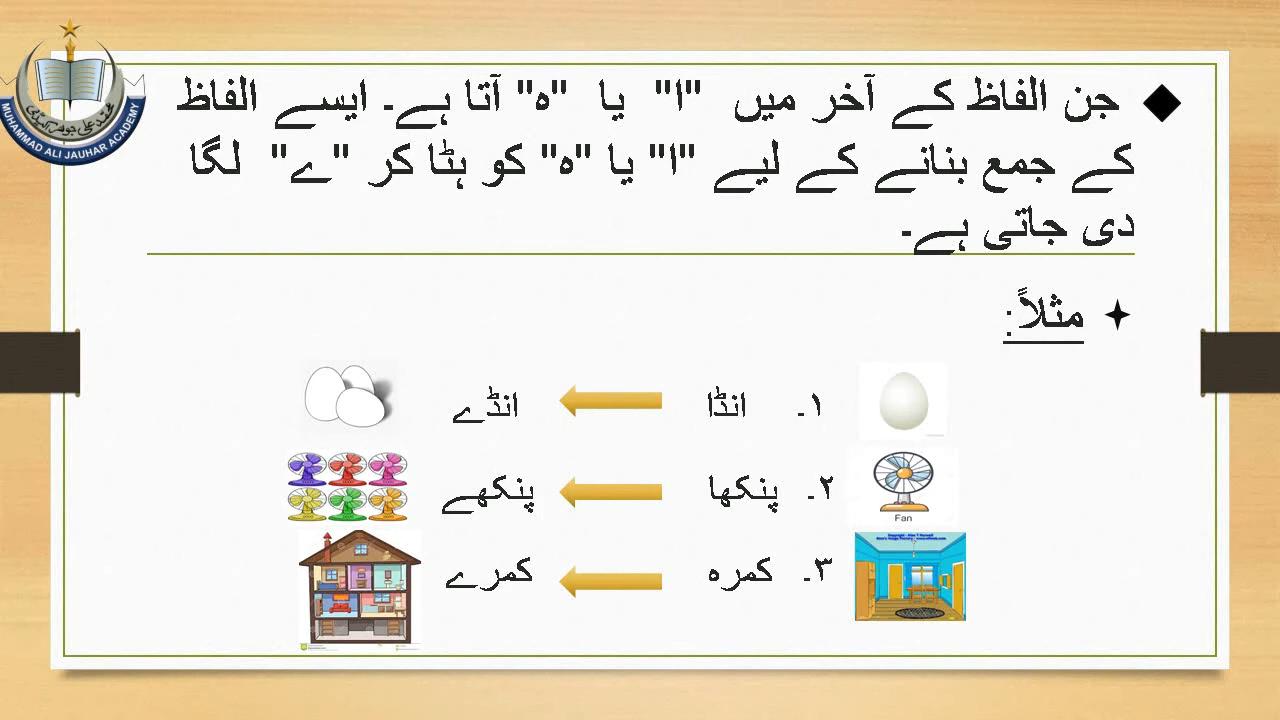 MUHAMMAD ALI JAUHAR ACADEMY
جن الفاظ کے آخر میں "ا" یا "ہ" آتا ہے۔ ایسے الفاظ
کے جمع بنانے کے لیے "ا" یا "ہ" کو ہٹا کر "ے" لگا
دی جاتی ہے۔
مثلاً:
۱۔ انڈا انڈے
۲۔ پنکھا پنکھے
Fan
۳۔ کمرہ کمرے